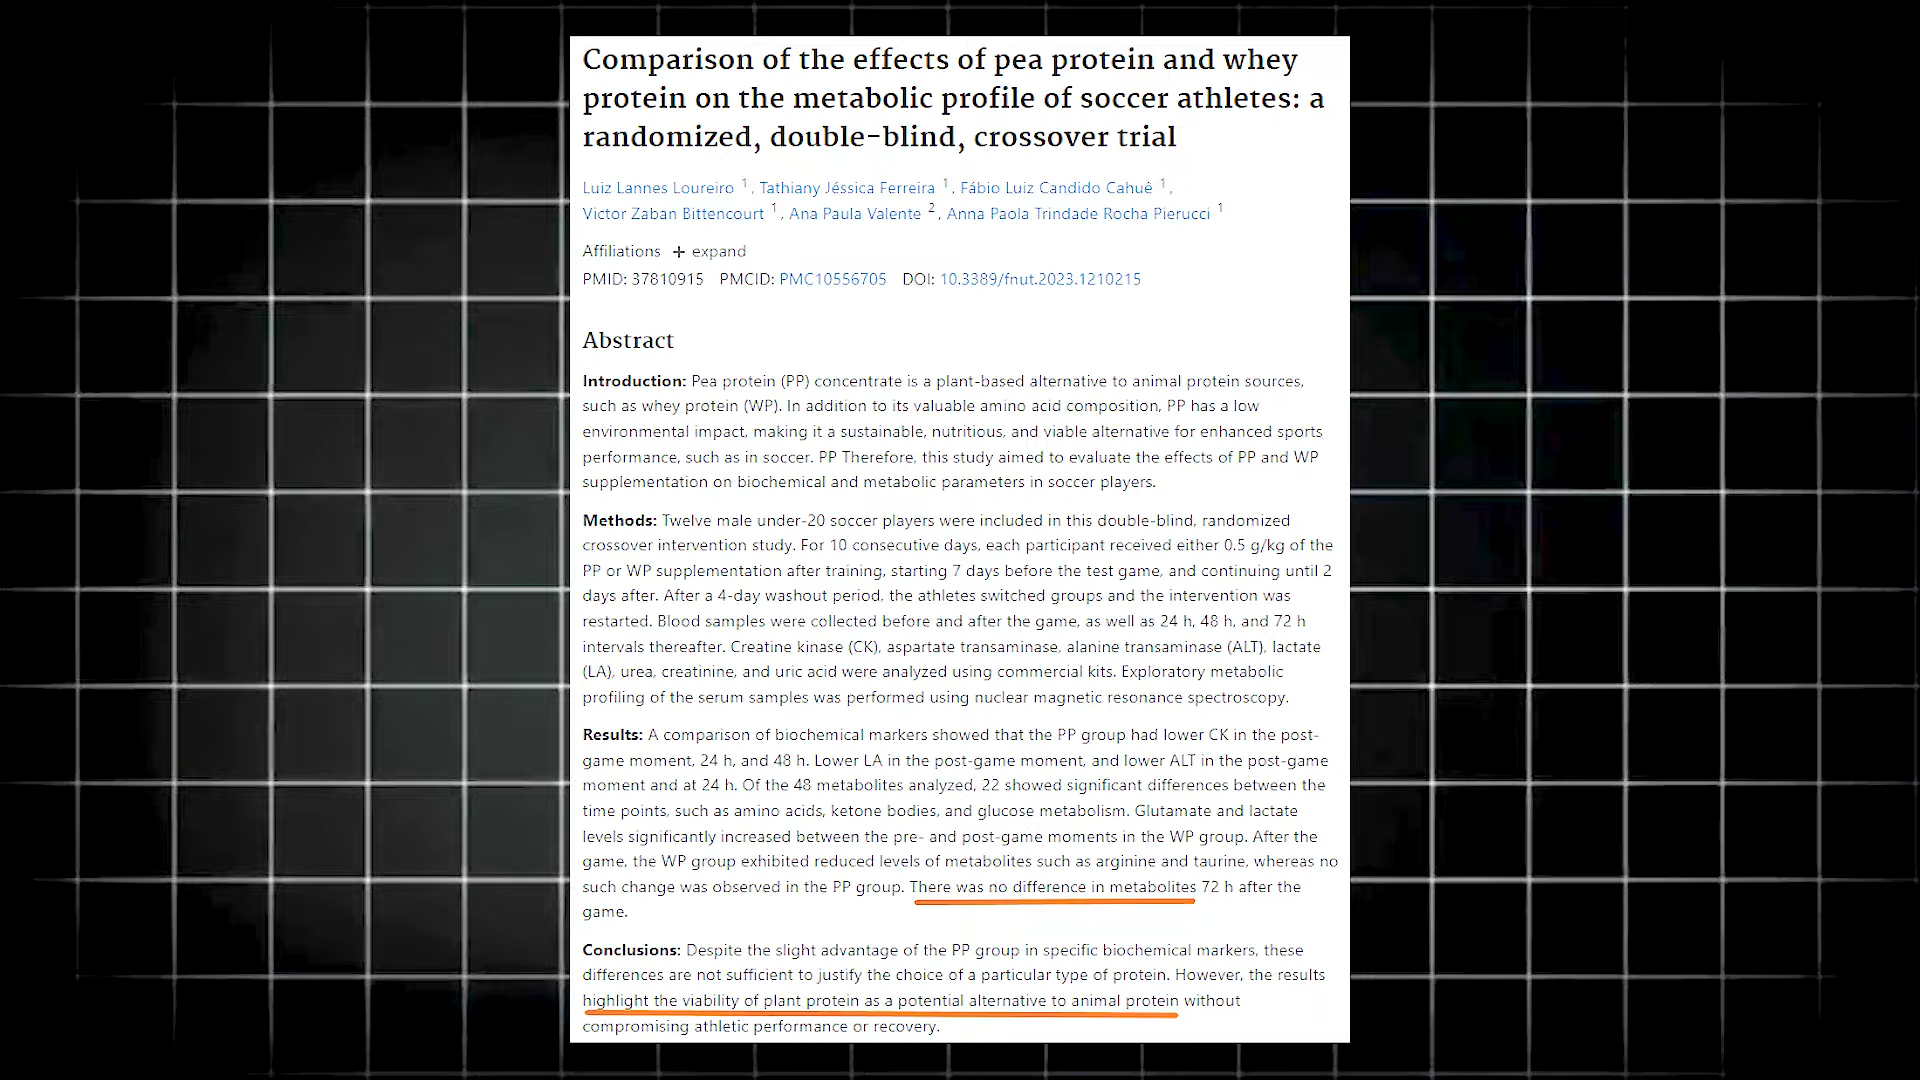 Comparison of the effects of pea protein and whey
protein on the metabolic profile of soccer athletes: a
randomized, double-blind, crossover trial
Luiz Lannes Loureiro 1, Tathiany Jéssica Ferreira 1, Fábio Luiz Candido Cahuê 1,
Victor Zaban Bittencourt 1, Ana Paula Valente 2, Anna Paola Trindade Rocha Pierucci 1
Affiliations + expand
PMID: 37810915 PMCID: PMC10556705 DOI: 10.3389/fnut.2023.1210215
Abstract
Introduction: Pea protein (PP) concentrate is a plant-based alternative to animal protein sources,
such as whey protein (WP). In addition to its valuable amino acid composition, PP has a low
environmental impact, making it a sustainable, nutritious, and viable alternative for enhanced sports
performance, such as in soccer. PP Therefore, this study aimed to evaluate the effects of PP and WP
supplementation on biochemical and metabolic parameters in soccer players.
Methods: Twelve male under-20 soccer players were included in this double-blind, randomized
crossover intervention study. For 10 consecutive days, each participant received either 0.5 g/kg of the
PP or WP supplementation after training, starting 7 days before the test game, and continuing until 2
days after. After a 4-day washout period, the athletes switched groups and the intervention was
restarted. Blood samples were collected before and after the game, as well as 24 h, 48 h, and 72 h
intervals thereafter. Creatine kinase (CK), aspartate transaminase, alanine transaminase (ALT), lactate
(LA), urea, creatinine, and uric acid were analyzed using commercial kits. Exploratory metabolic
profiling of the serum samples was performed using nuclear magnetic resonance spectroscopy.
Results: A comparison of biochemical markers showed that the PP group had lower CK in the post-
game moment, 24 h, and 48 h. Lower LA in the post-game moment, and lower ALT in the post-game
moment and at 24 h. Of the 48 metabolites analyzed, 22 showed significant differences between the
time points, such as amino acids, ketone bodies, and glucose metabolism. Glutamate and lactate
levels significantly increased between the pre- and post-game moments in the WP group. After the
game, the WP group exhibited reduced levels of metabolites such as arginine and taurine, whereas no
such change was observed in the PP group. There was no difference in metabolites 72 h after the
game.
Conclusions: Despite the slight advantage of the PP group in specific biochemical markers, these
differences are not sufficient to justify the choice of a particular type of protein. However, the results
highlight the viability of plant protein as a potential alternative to animal protein without
compromising athletic performance or recovery.